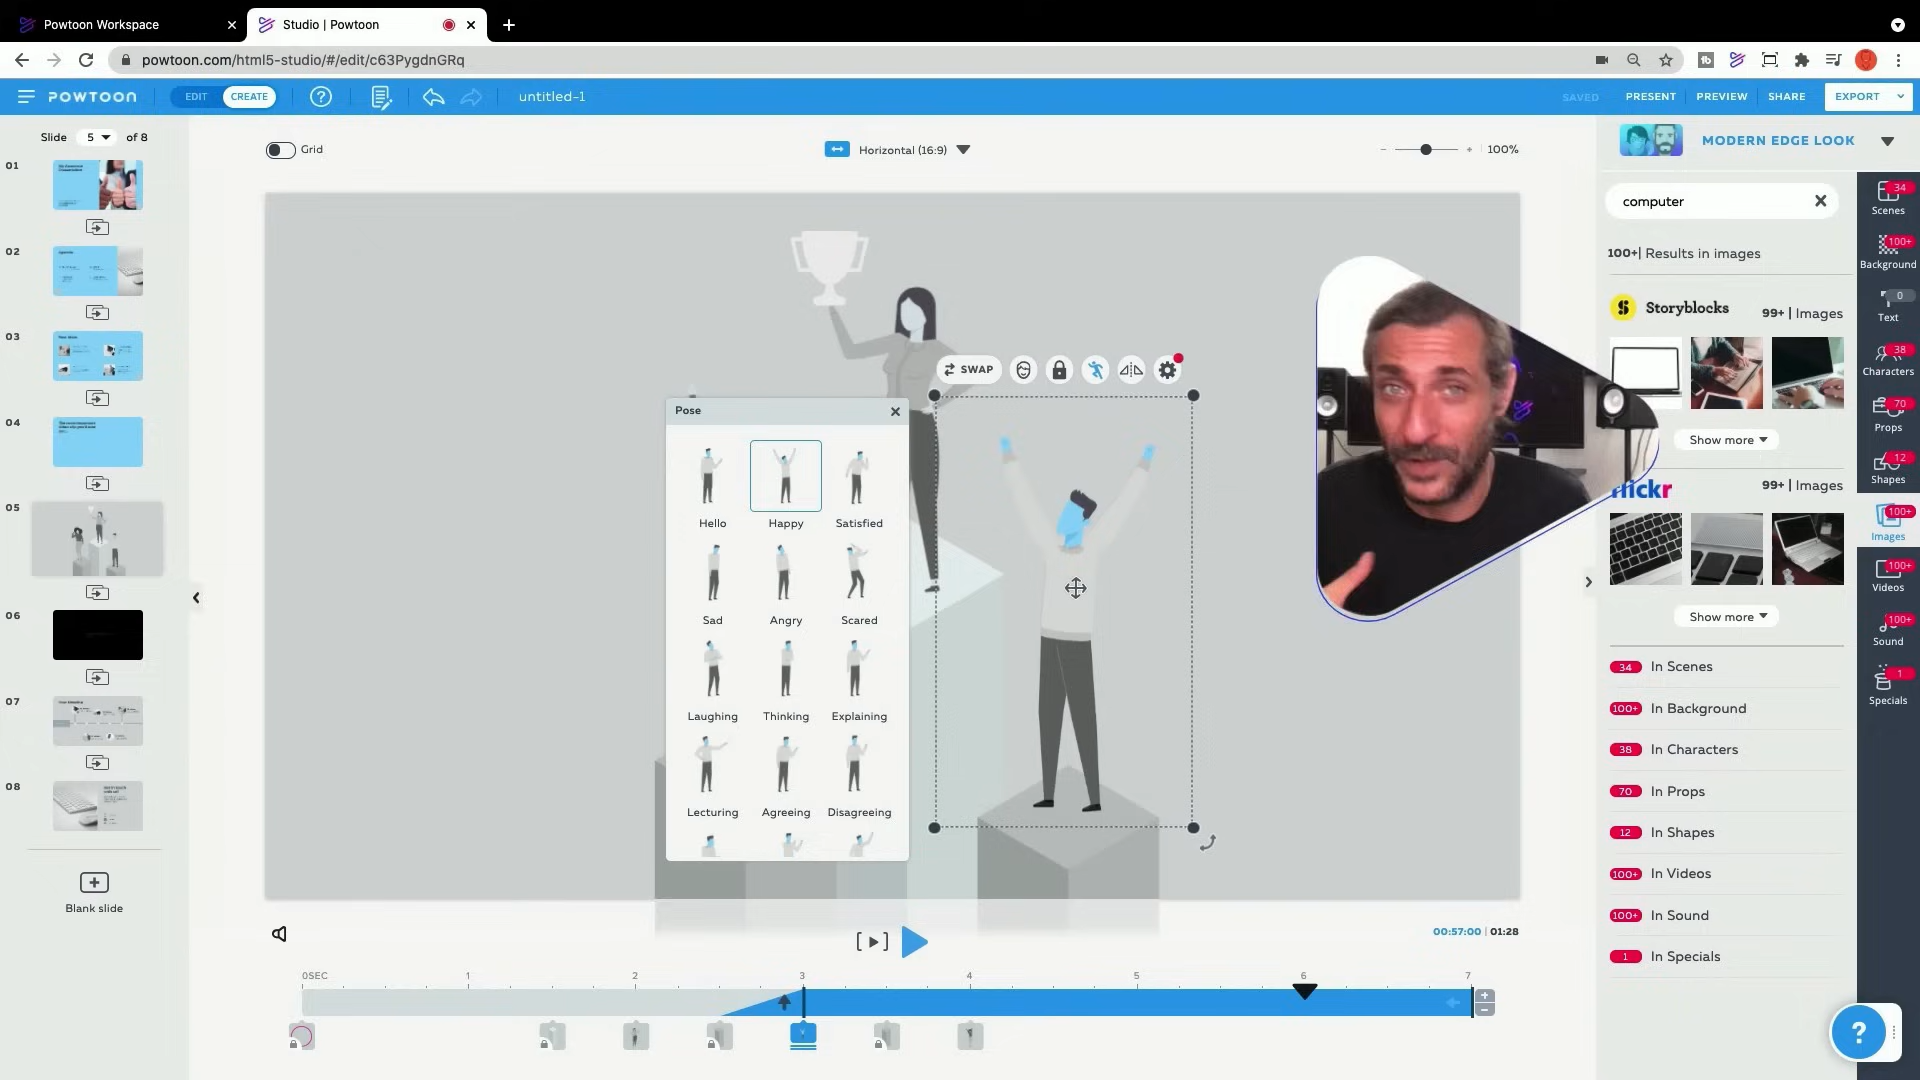 Powtoon Workspace
Studio | Powtoon
powtoon.com/html5-studio/#/edit/c63PygdnGRq
POWTOON
EDIT
CREATE
?
untitled-1
SAVED
PRESENT
PREVIEW
SHARE
EXPORT
Slide 5 of 8
Grid
Horizontal (16:9)
100%
MODERN EDGE LOOK
01
02
03
04
05
06
07
08
Blank slide
SWAP
Pose
Hello
Happy
Satisfied
Sad
Angry
Scared
Laughing
Thinking
Explaining
Lecturing
Agreeing
Disagreeing
computer
100+| Results in images
Storyblocks
99+ | Images
Show more
flickr
99+ | Images
Show more
34 In Scenes
100+ In Background
38 In Characters
70 In Props
12 In Shapes
100+ In Videos
100+ In Sound
1 In Specials
34
Scenes
100+
Background
0
Text
38
Characters
70
Props
12
Shapes
100+
Images
100+
Videos
100+
Sound
1
Specials
00:57:00 | 01:28
0SEC 1 2 3 4 5 6 7
?